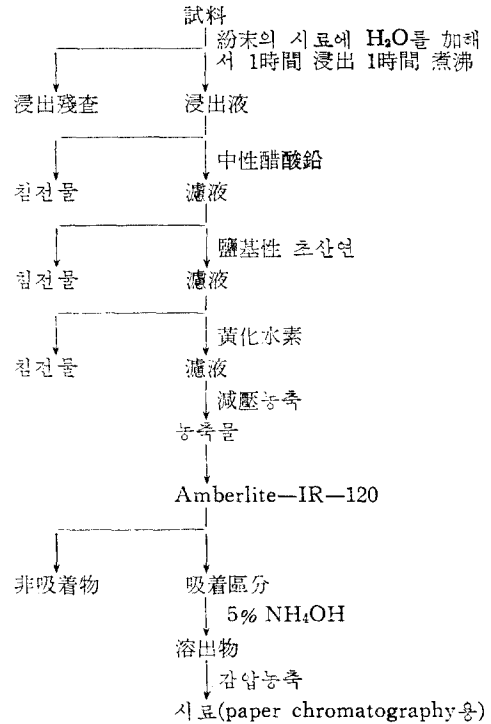 試料
紛末의 시료에 H₂O를 加해
서 1時間 浸出 1時間 煮沸
浸出殘査 浸出液
中性醋酸鉛
침전물 濾液
鹽基性 초산연
침전물 濾液
黃化水素
침전물 濾液
減壓농축
농축물
Amberlite—IR—120
非吸着物 吸着區分
5% NH₄OH
溶出物
감압농축
시료(paper chromatography용)